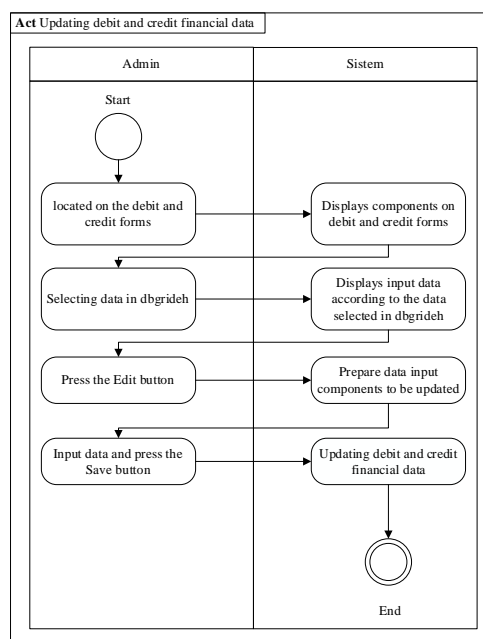 Act Updating debit and credit financial data
Admin
Sistem
Start
located on the debit and
credit forms
Displays components on
debit and credit forms
Selecting data in dbgrideh
Displays input data
according to the data
selected in dbgrideh
Press the Edit button
Prepare data input
components to be updated
Input data and press the
Save button
Updating debit and credit
financial data
End